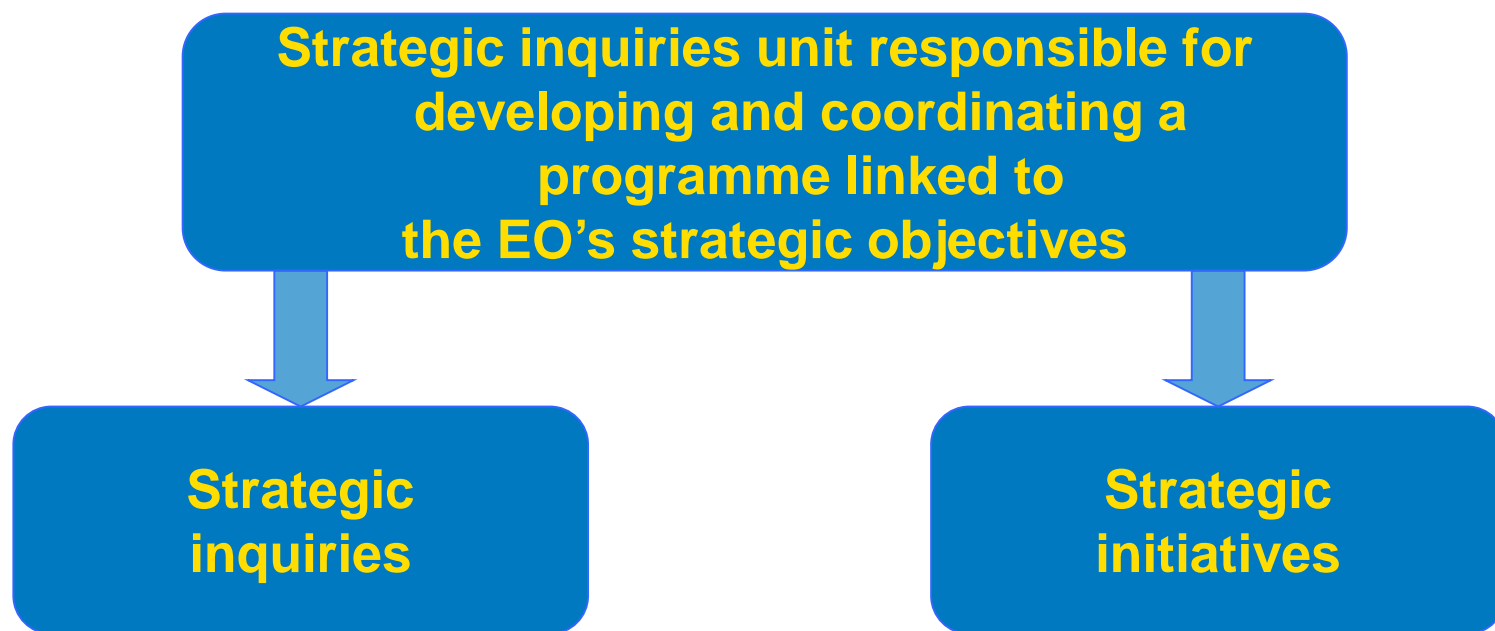 Strategic inquiries unit responsible for
developing and coordinating a
programme linked to
the EO’s strategic objectives
Strategic
inquiries
Strategic
initiatives